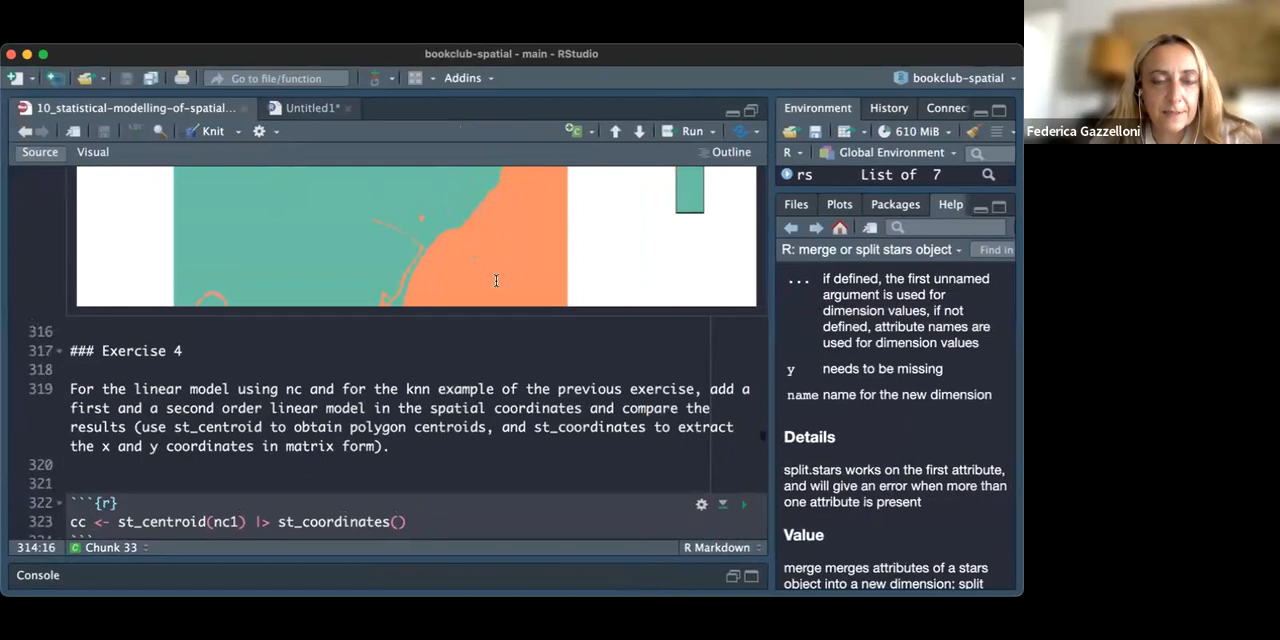 bookclub-spatial - main - RStudio
Go to file/function
Addins
bookclub-spatial
10_statistical-modelling-of-spatial...
Untitled1*
Knit
Run
Source
Visual
Outline
316
317 ### Exercise 4
318
319 For the linear model using nc and for the knn example of the previous exercise, add a
first and a second order linear model in the spatial coordinates and compare the
results (use st_centroid to obtain polygon centroids, and st_coordinates to extract
the x and y coordinates in matrix form).
320
321
322 ```{r}
323 cc <- st_centroid(nc1) |> st_coordinates()
```
314:16
Chunk 33
R Markdown
Console
Environment
History
Connec
610 MiB
R
Global Environment
rs List of 7
Files
Plots
Packages
Help
R: merge or split stars object
Find in
... if defined, the first unnamed
argument is used for
dimension values, if not
defined, attribute names are
used for dimension values
y needs to be missing
name name for the new dimension
Details
split.stars works on the first attribute,
and will give an error when more than
one attribute is present
Value
merge merges attributes of a stars
object into a new dimension; split
Federica Gazzelloni